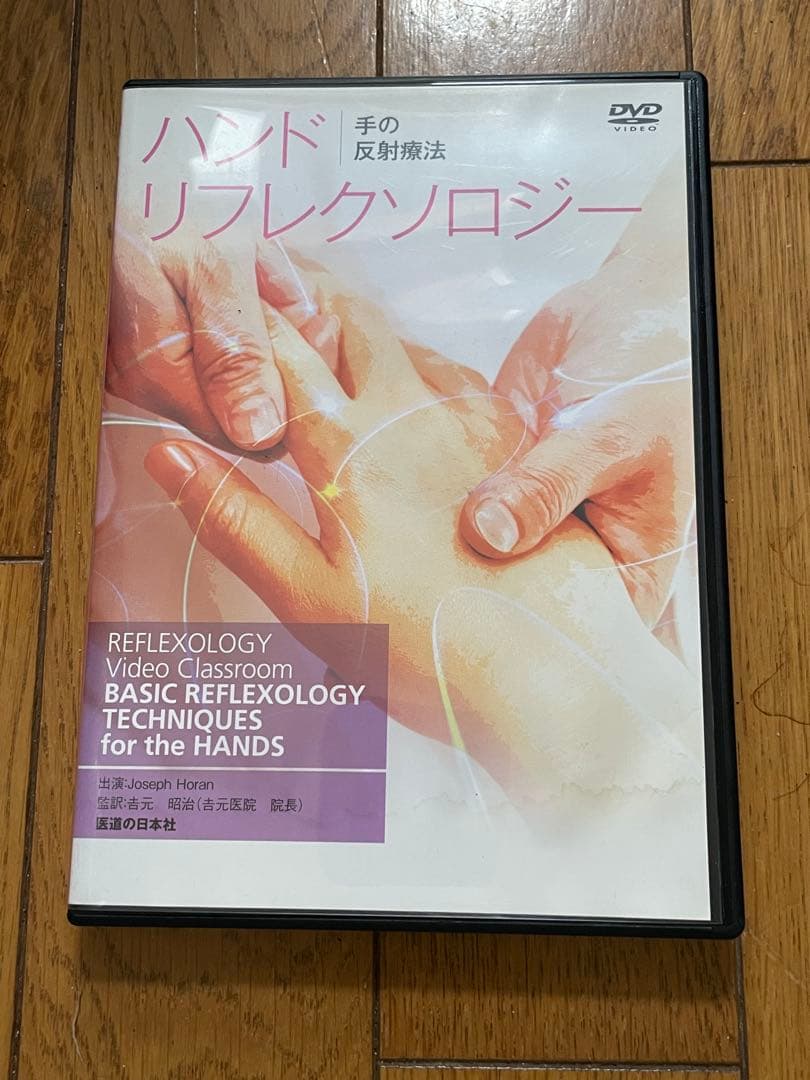 ハンド
手の
反射療法
リフレクソロジー
DVD
VIDEO
REFLEXOLOGY
Video Classroom
BASIC REFLEXOLOGY
TECHNIQUES
for the HANDS
出演:Joseph Horan
監訳:𠮷元 昭治(𠮷元医院 院長)
医道の日本社